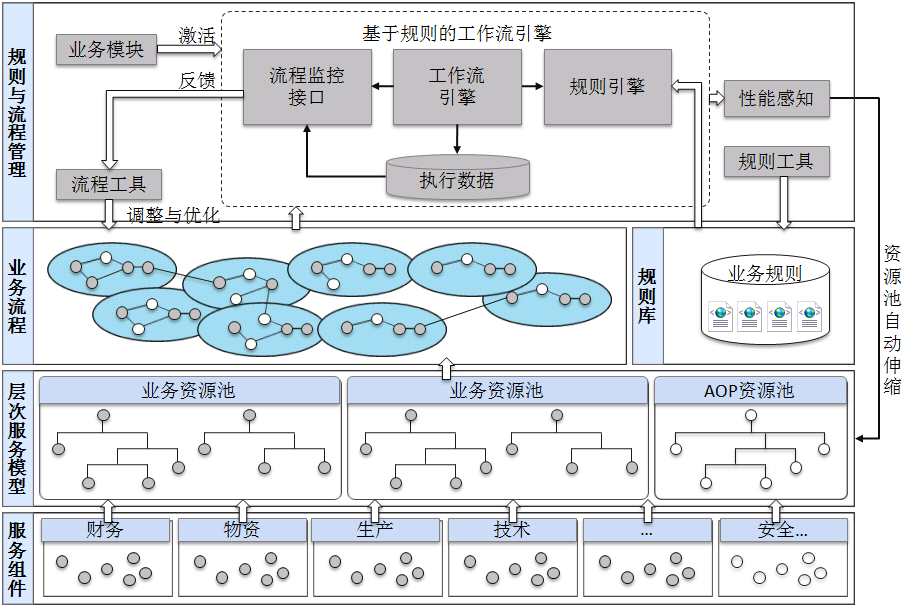 规则与流程管理
业务模块
激活
反馈
基于规则的工作流引擎
流程监控
接口
工作流
引擎
规则引擎
执行数据
性能感知
规则工具
流程工具
调整与优化
业务流程
规则库
业务规则
资源池自动伸缩
层次服务模型
业务资源池
业务资源池
AOP资源池
服务组件
财务
物资
生产
技术
...
安全...